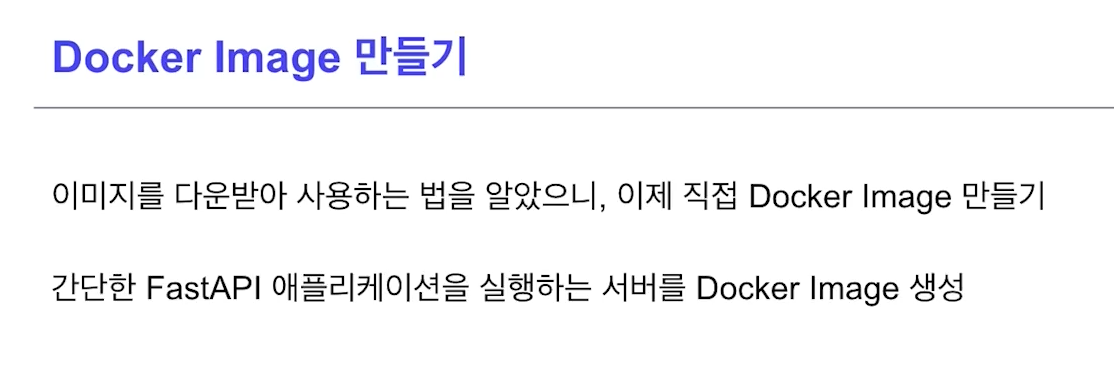 Docker Image 만들기
이미지를 다운받아 사용하는 법을 알았으니, 이제 직접 Docker Image 만들기
간단한 FastAPI 애플리케이션을 실행하는 서버를 Docker Image 생성